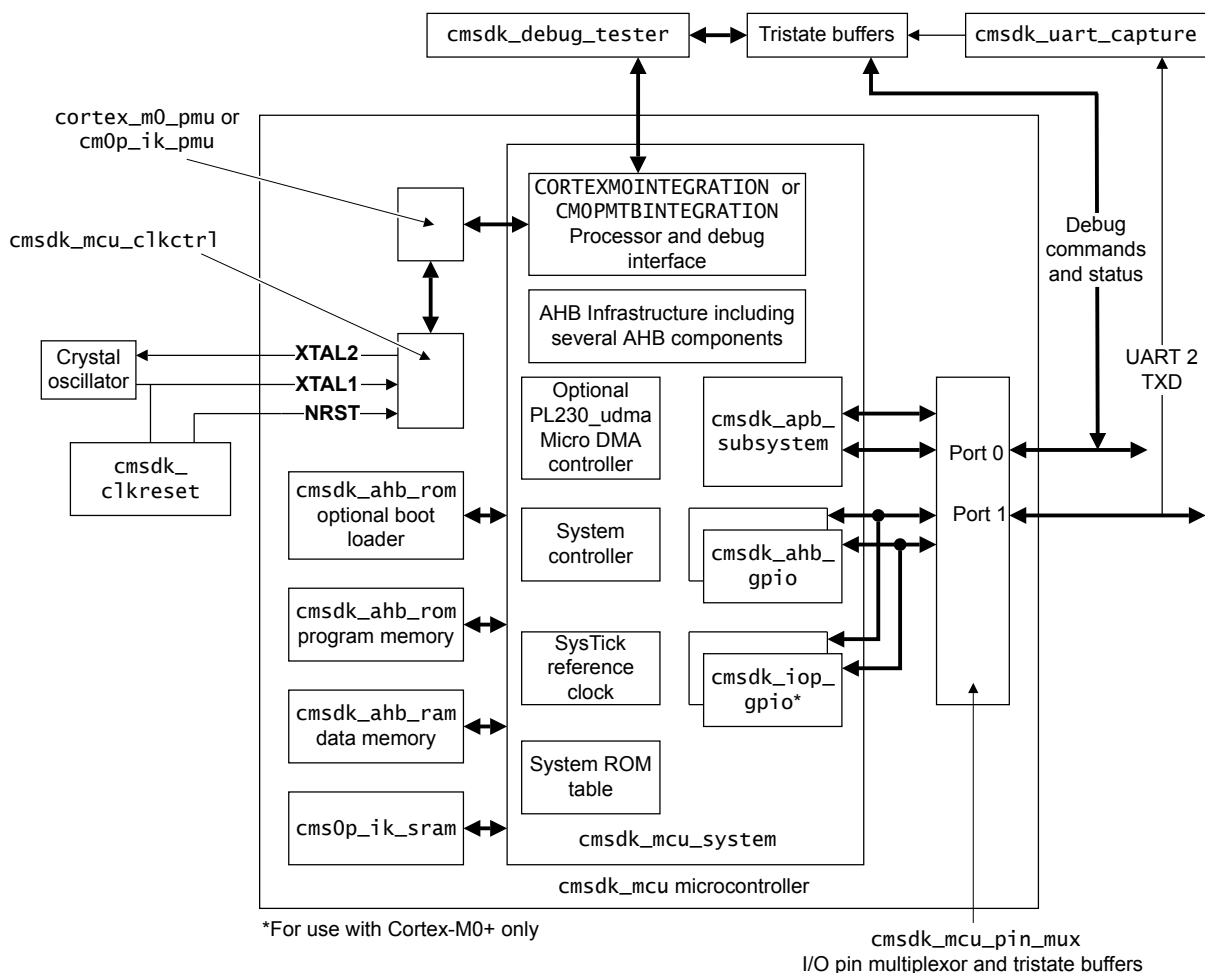 cmsdk_debug_tester
Tristate buffers
cmsdk_uart_capture
cortex_m0_pmu or
cm0p_ik_pmu
CORTEXM0INTEGRATION or
CM0PMTBINTEGRATION
Processor and debug
interface
Debug
commands
and status
cmsdk_mcu_clkctrl
AHB Infrastructure including
several AHB components
Crystal
oscillator
XTAL2
XTAL1
NRST
UART 2
TXD
Optional
PL230_udma
Micro DMA
controller
cmsdk_apb_
subsystem
Port 0
cmsdk_
clkreset
cmsdk_ahb_rom
optional boot
loader
System
controller
cmsdk_ahb_
gpio
Port 1
cmsdk_ahb_rom
program memory
SysTick
reference
clock
cmsdk_iop_
gpio*
cmsdk_ahb_ram
data memory
System ROM
table
cms0p_ik_sram
cmsdk_mcu_system
cmsdk_mcu microcontroller
*For use with Cortex-M0+ only
cmsdk_mcu_pin_mux
I/O pin multiplexor and tristate buffers